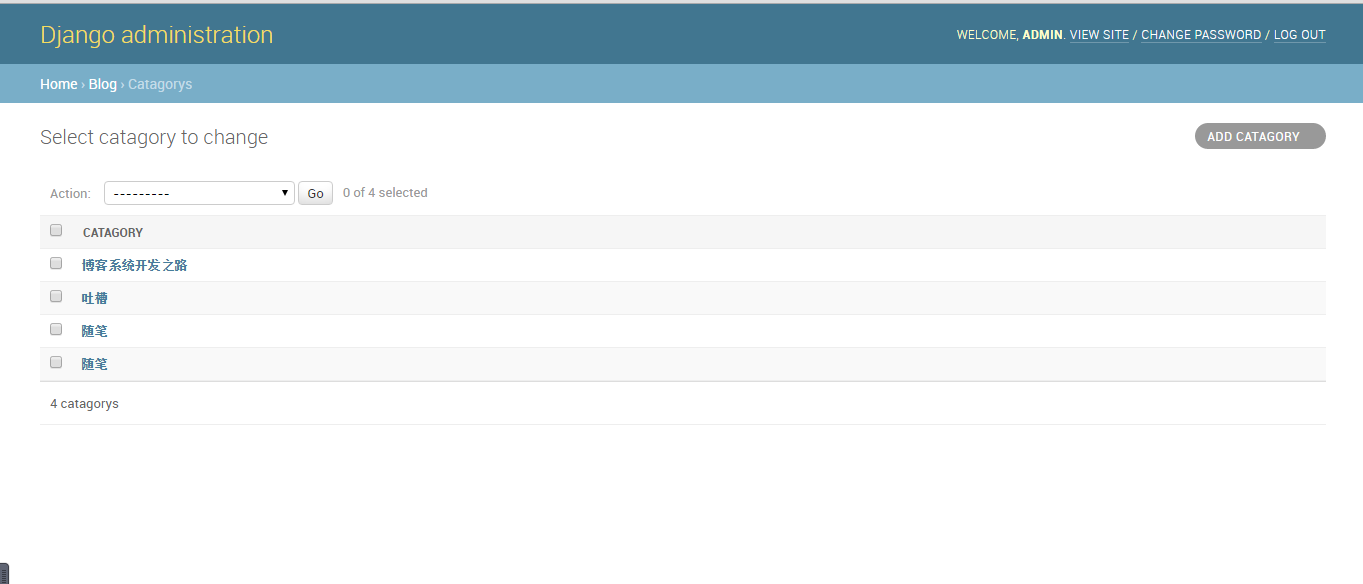 Django administration
WELCOME, ADMIN. VIEW SITE / CHANGE PASSWORD / LOG OUT
Home › Blog › Catagorys
Select catagory to change
ADD CATAGORY
Action: --------- Go 0 of 4 selected
CATAGORY
博客系统开发之路
吐槽
随笔
随笔
4 catagorys